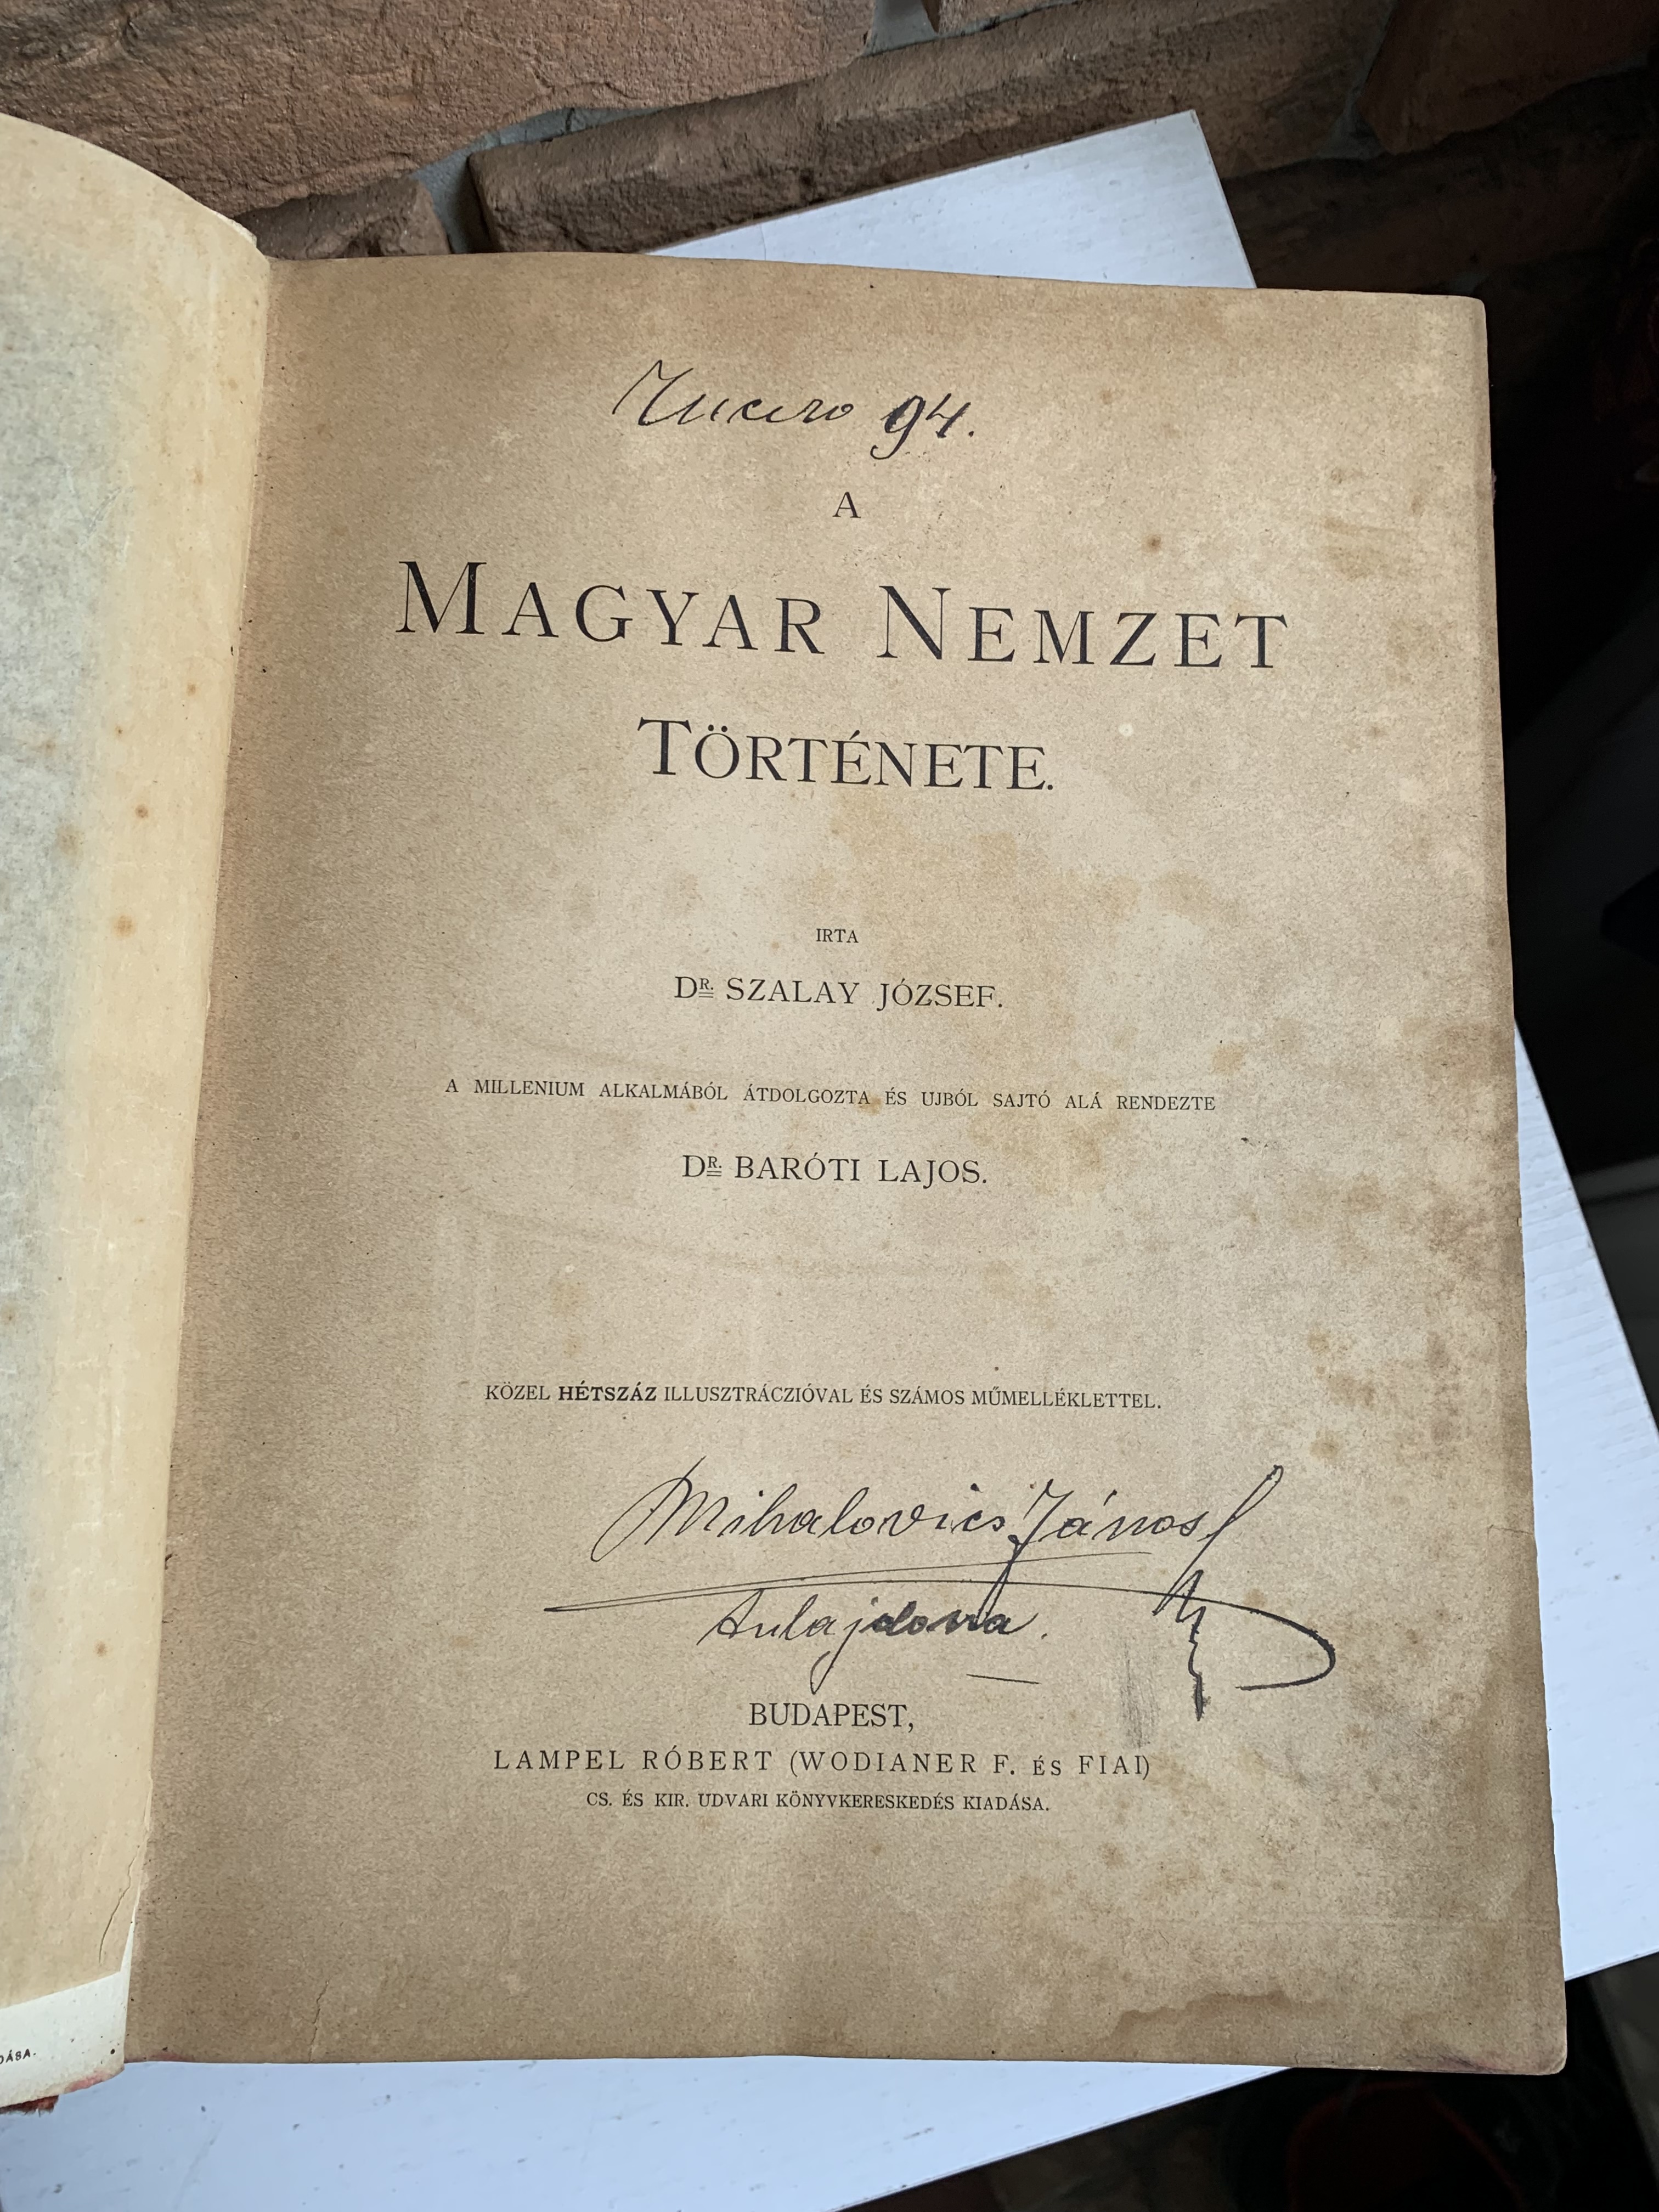 94.
A
MAGYAR NEMZET
TÖRTÉNETE.
IRTA
DR. SZALAY JÓZSEF.
A MILLENIUM ALKALMÁBÓL ÁTDOLGOZTA ÉS UJBÓL SAJTÓ ALÁ RENDEZTE
DR. BARÓTI LAJOS.
KÖZEL HÉTSZÁZ ILLUSZTRÁCZIÓVAL ÉS SZÁMOS MŰMELLÉKLETTEL.
Mihalovics János
tulajdona.
BUDAPEST,
LAMPEL RÓBERT (WODIANER F. ÉS FIAI)
CS. ÉS KIR. UDVARI KÖNYVKERESKEDÉS KIADÁSA.